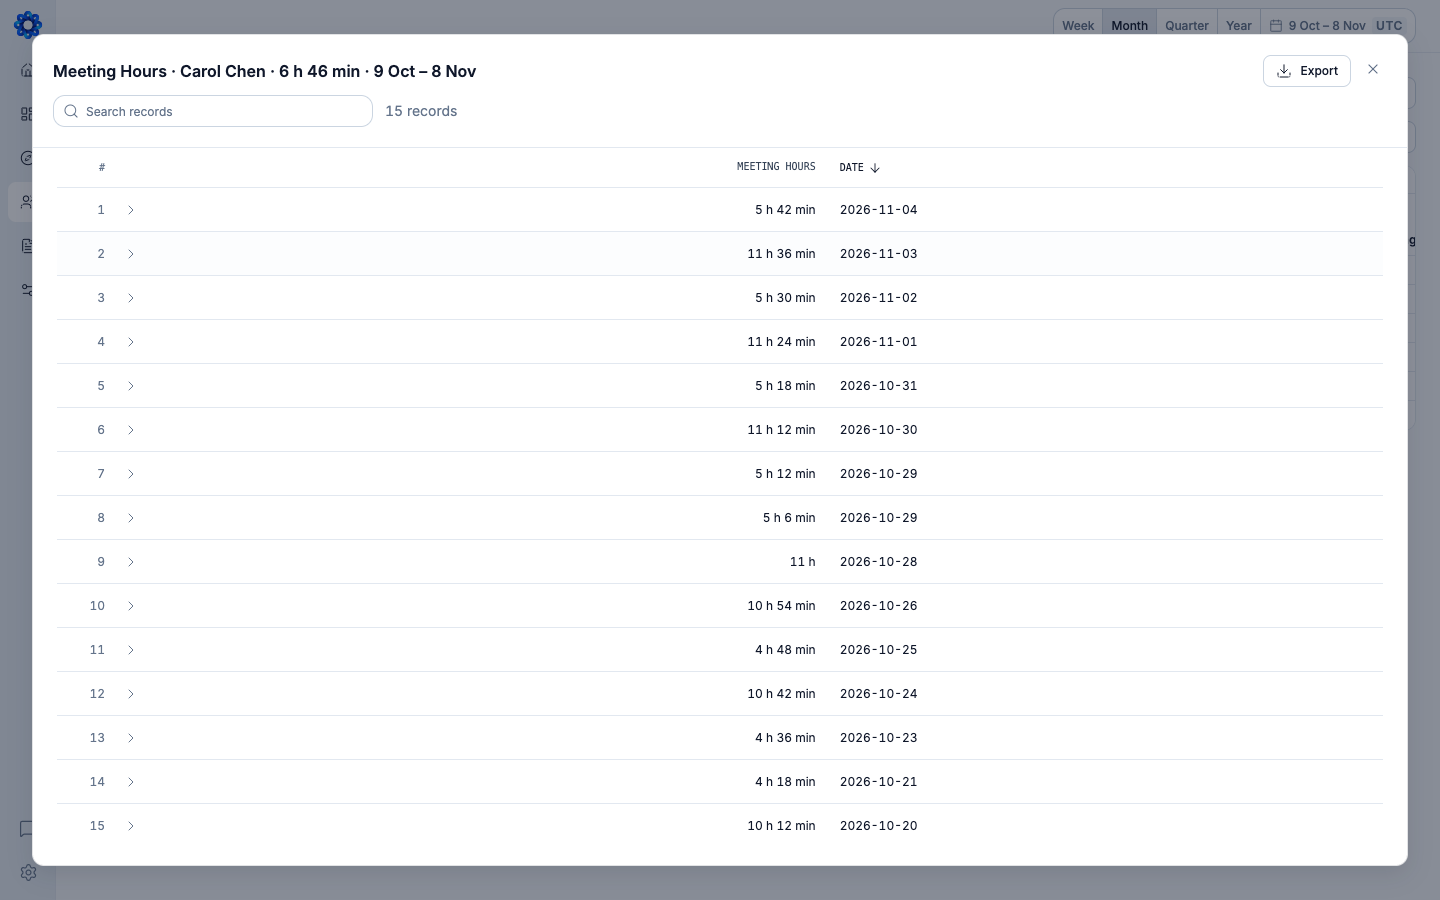 Week Month Quarter Year 9 Oct – 8 Nov UTC
Meeting Hours · Carol Chen · 6 h 46 min · 9 Oct – 8 Nov
Export
Search records
15 records
# MEETING HOURS DATE
1 5 h 42 min 2026-11-04
2 11 h 36 min 2026-11-03
3 5 h 30 min 2026-11-02
4 11 h 24 min 2026-11-01
5 5 h 18 min 2026-10-31
6 11 h 12 min 2026-10-30
7 5 h 12 min 2026-10-29
8 5 h 6 min 2026-10-29
9 11 h 2026-10-28
10 10 h 54 min 2026-10-26
11 4 h 48 min 2026-10-25
12 10 h 42 min 2026-10-24
13 4 h 36 min 2026-10-23
14 4 h 18 min 2026-10-21
15 10 h 12 min 2026-10-20